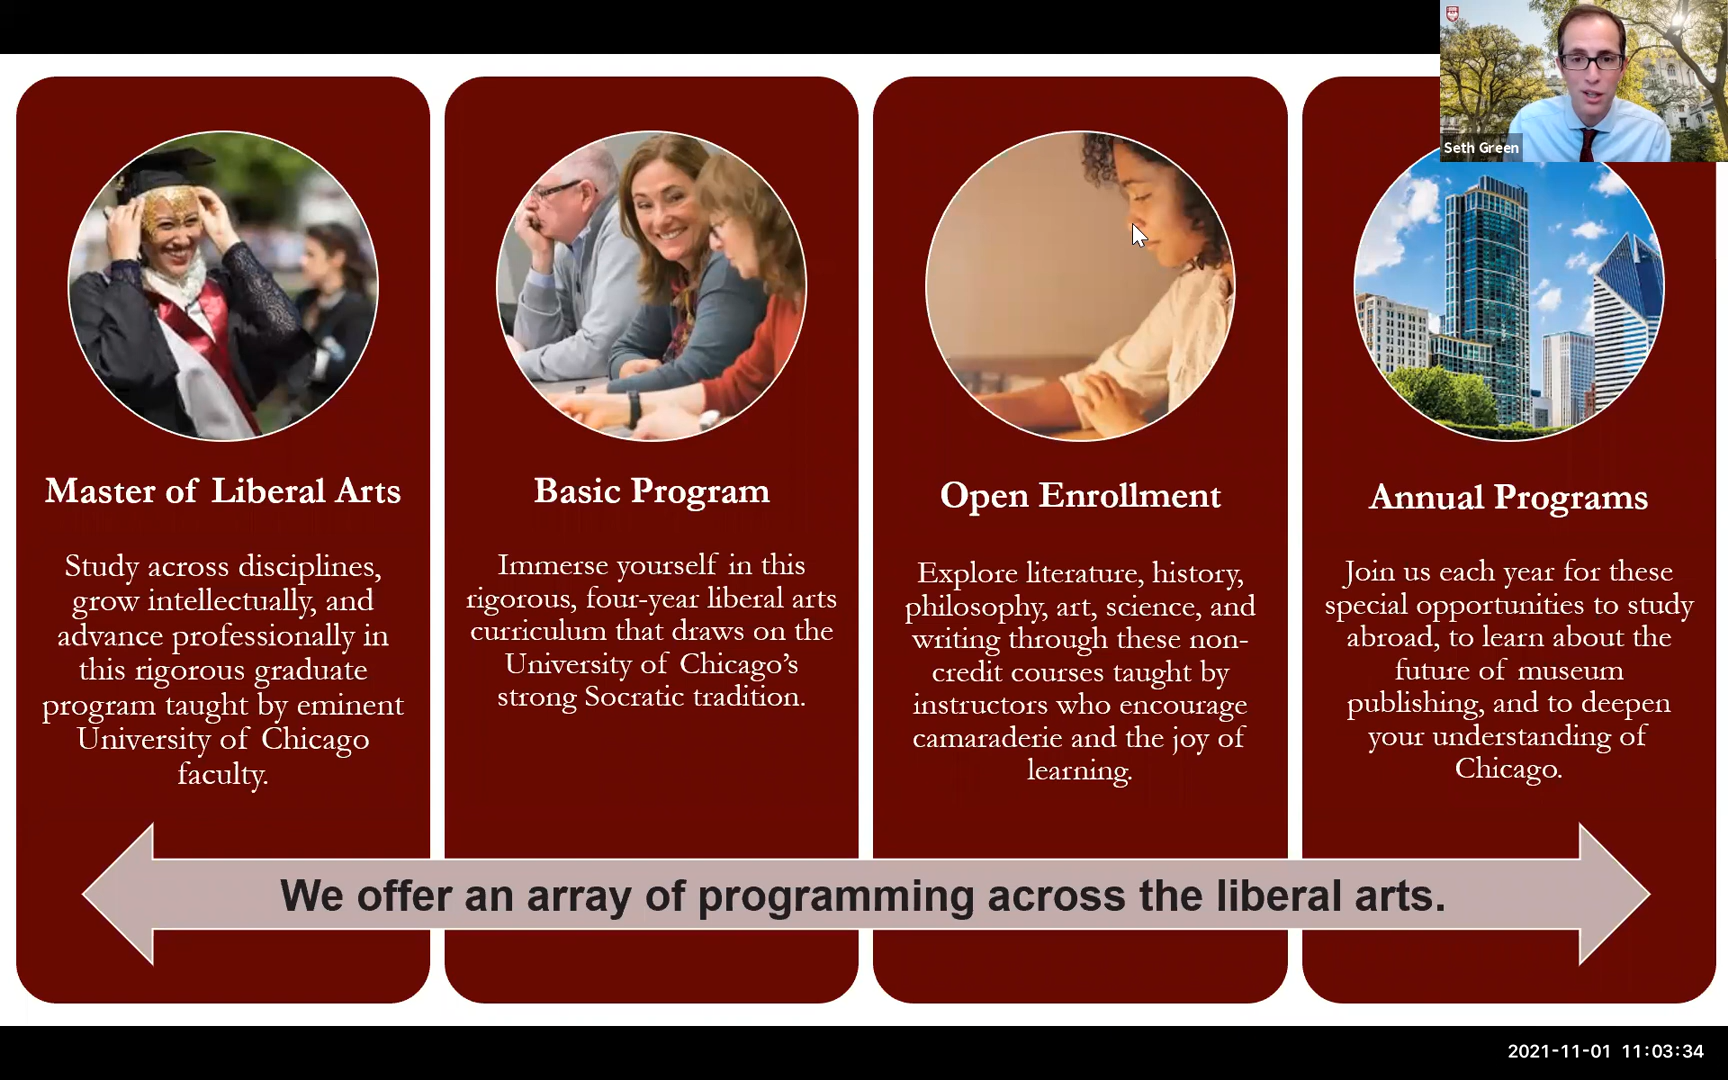 Seth Green
Master of Liberal Arts
Study across disciplines,
grow intellectually, and
advance professionally in
this rigorous graduate
program taught by eminent
University of Chicago
faculty.
Basic Program
Immerse yourself in this
rigorous, four-year liberal arts
curriculum that draws on the
University of Chicago’s
strong Socratic tradition.
Open Enrollment
Explore literature, history,
philosophy, art, science, and
writing through these non-
credit courses taught by
instructors who encourage
camaraderie and the joy of
learning.
Annual Programs
Join us each year for these
special opportunities to study
abroad, to learn about the
future of museum
publishing, and to deepen
your understanding of
Chicago.
We offer an array of programming across the liberal arts.
2021-11-01 11:03:34